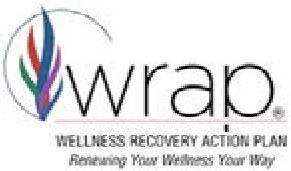 wrap®
WELLNESS RECOVERY ACTION PLAN
Renewing Your Wellness Your Way